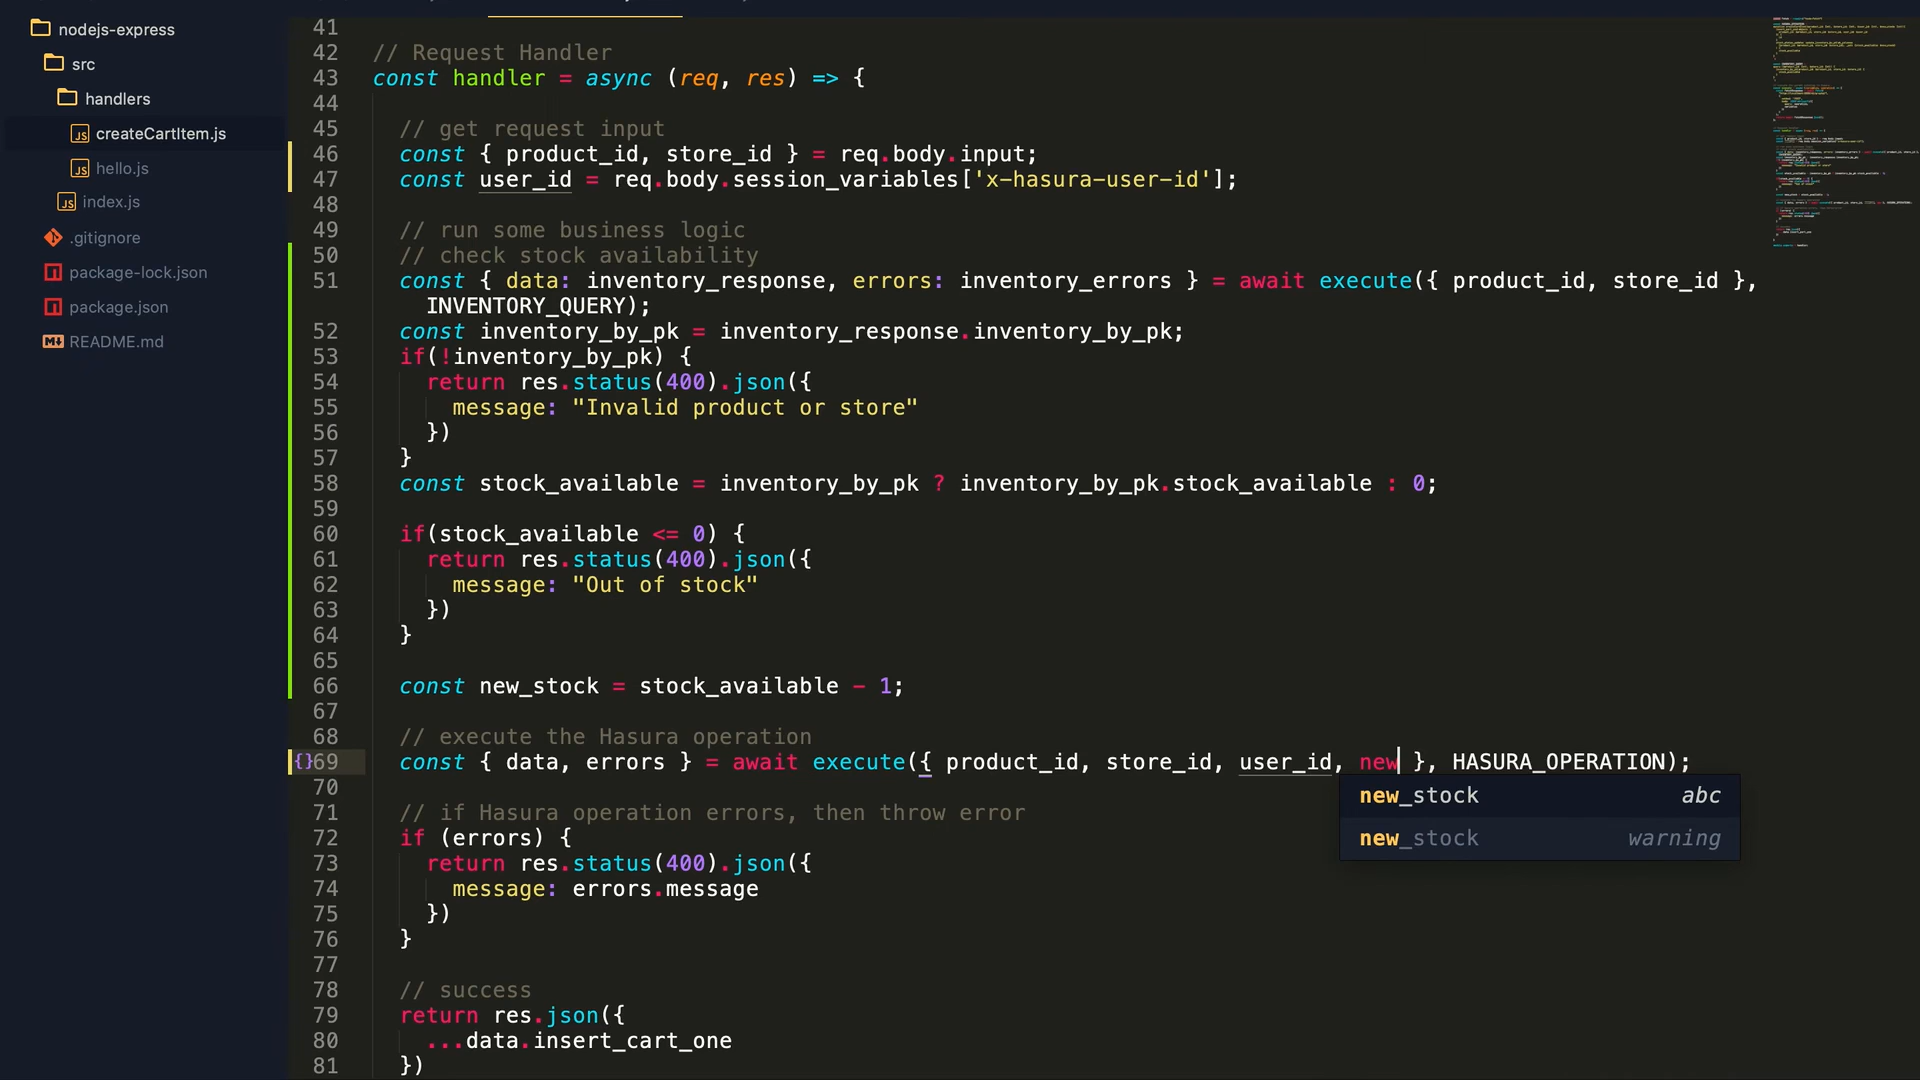 nodejs-express
src
handlers
createCartItem.js
hello.js
index.js
.gitignore
package-lock.json
package.json
README.md
41
42 // Request Handler
43 const handler = async (req, res) => {
44
45 // get request input
46 const { product_id, store_id } = req.body.input;
47 const user_id = req.body.session_variables['x-hasura-user-id'];
48
49 // run some business logic
50 // check stock availability
51 const { data: inventory_response, errors: inventory_errors } = await execute({ product_id, store_id },
INVENTORY_QUERY);
52 const inventory_by_pk = inventory_response.inventory_by_pk;
53 if(!inventory_by_pk) {
54 return res.status(400).json({
55 message: "Invalid product or store"
56 })
57 }
58 const stock_available = inventory_by_pk ? inventory_by_pk.stock_available : 0;
59
60 if(stock_available <= 0) {
61 return res.status(400).json({
62 message: "Out of stock"
63 })
64 }
65
66 const new_stock = stock_available - 1;
67
68 // execute the Hasura operation
{}69 const { data, errors } = await execute({ product_id, store_id, user_id, new }, HASURA_OPERATION);
70
new_stock abc
71 // if Hasura operation errors, then throw error
72 if (errors) {
new_stock warning
73 return res.status(400).json({
74 message: errors.message
75 })
76 }
77
78 // success
79 return res.json({
80 ...data.insert_cart_one
81 })